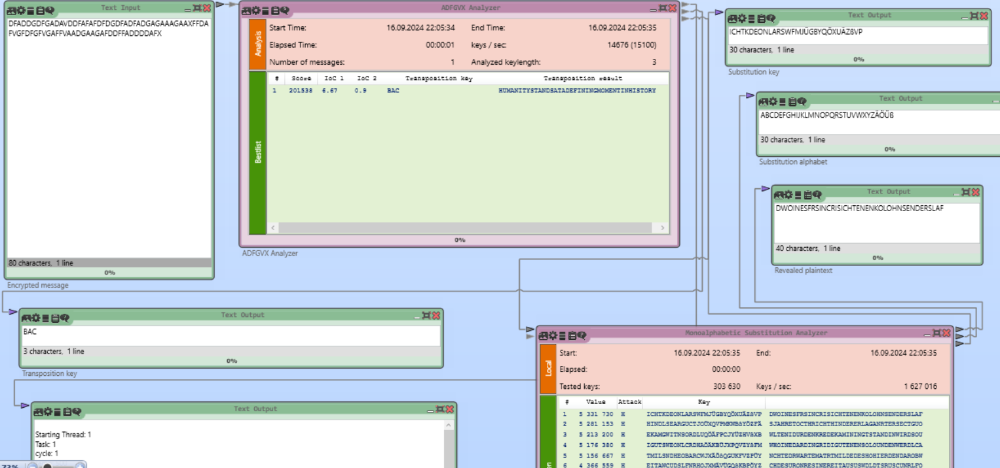 Text Input
DFADDGDFGADAVDDFAFAFDFDGDFADFADGAGAAAGAAXFFDA
FVGFDFGFVGAFFVAADGAAGAFDDFFADDDDAFX
80 characters, 1 line
0%
Encrypted message
ADFGVX Analyzer
Analysis
Start Time: 16.09.2024 22:05:34 End Time: 16.09.2024 22:05:35
Elapsed Time: 00:00:01 keys / sec: 14676 (15100)
Number of messages: 1 Analyzed keylength: 3
Bestlist
# Score IoC 1 IoC 2 Transposition key Transposition result
1 201538 6.67 0.9 BAC HUMANITYSTANDSATADEFININGMOMENTINHISTORY
0%
ADFGVX Analyzer
Text Output
ICHTKDEONLARSWFMJÜGBYQÖXUÄZßVP
30 characters, 1 line
0%
Substitution key
Text Output
ABCDEFGHIJKLMNOPQRSTUVWXYZÄÖÜß
30 characters, 1 line
0%
Substitution alphabet
Text Output
DWOINESFRSINCRISICHTENENKOLOHNSENDERSLAF
40 characters, 1 line
0%
Revealed plaintext
Text Output
BAC
3 characters, 1 line
0%
Transposition key
Text Output
Starting Thread: 1
Task: 1
cycle: 1
Monoalphabetic Substitution Analyzer
Local
Start: 16.09.2024 22:05:35 End: 16.09.2024 22:05:35
Elapsed: 00:00:00
Tested keys: 303 630 Keys / sec: 1 627 016
# Value Attack Key
1 5 331 730 H ICHTKDEONLARSWFMJÜGBYQÖXUÄZßVP DWOINESFRSINCRISICHTENENKOLOHNSENDERSLAF
2 5 281 153 H SJAHRETOCTHRICHTHINDERERLAGANRTERSECTGUO
3 5 213 200 H WLTENIDURDENKREDEKAMININGTSTANDINWIRDSOU
4 5 176 380 H WHOINEDARDINGRIDIGUTENENSOLOUNDENWERDLCA
5 5 156 667 H NCHTEDRWARTEMATRTMILDEDESHOHIERDENDAROBW
6 4 366 559 H CHDESURONRESINEREITAUSUSWDLDTSRUSCUNRLFO